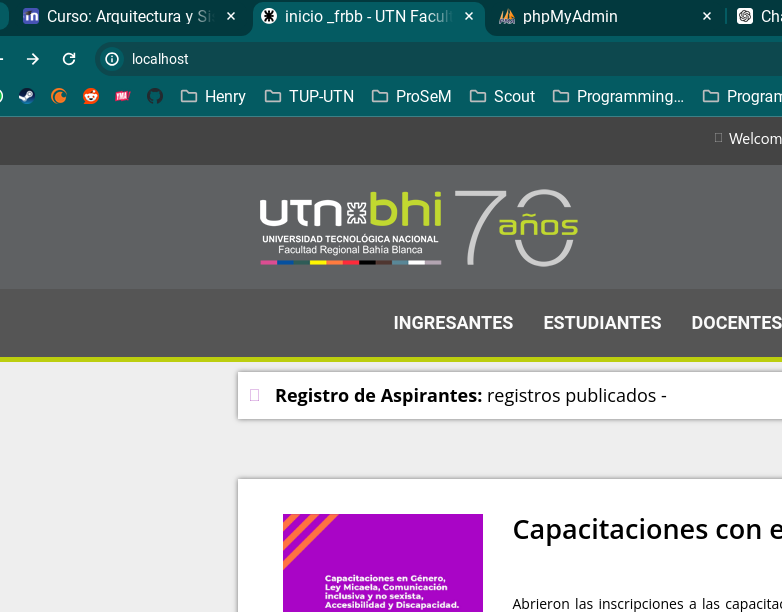 Curso: Arquitectura y Si
inicio _frbb - UTN Facult
phpMyAdmin
Cha
localhost
Henry
TUP-UTN
ProSeM
Scout
Programming...
Program
Welcom
utn bhi
70 años
UNIVERSIDAD TECNOLÓGICA NACIONAL
Facultad Regional Bahía Blanca
INGRESANTES
ESTUDIANTES
DOCENTES
Registro de Aspirantes: registros publicados -
Capacitaciones con e
Capacitaciones en Género,
Ley Micaela, Comunicación
inclusiva y no sexista,
Accesibilidad y Discapacidad.
Abrieron las inscripciones a las capacitac